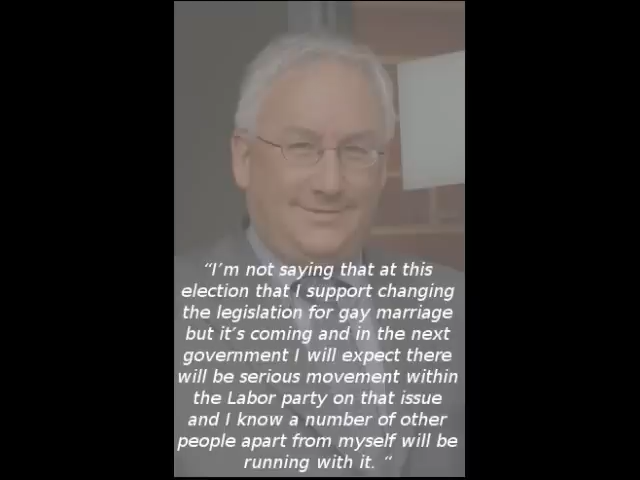 “I’m not saying that at this
election that I support changing
the legislation for gay marriage
but it’s coming and in the next
government I will expect there
will be serious movement within
the Labor party on that issue
and I know a number of other
people apart from myself will be
running with it. “